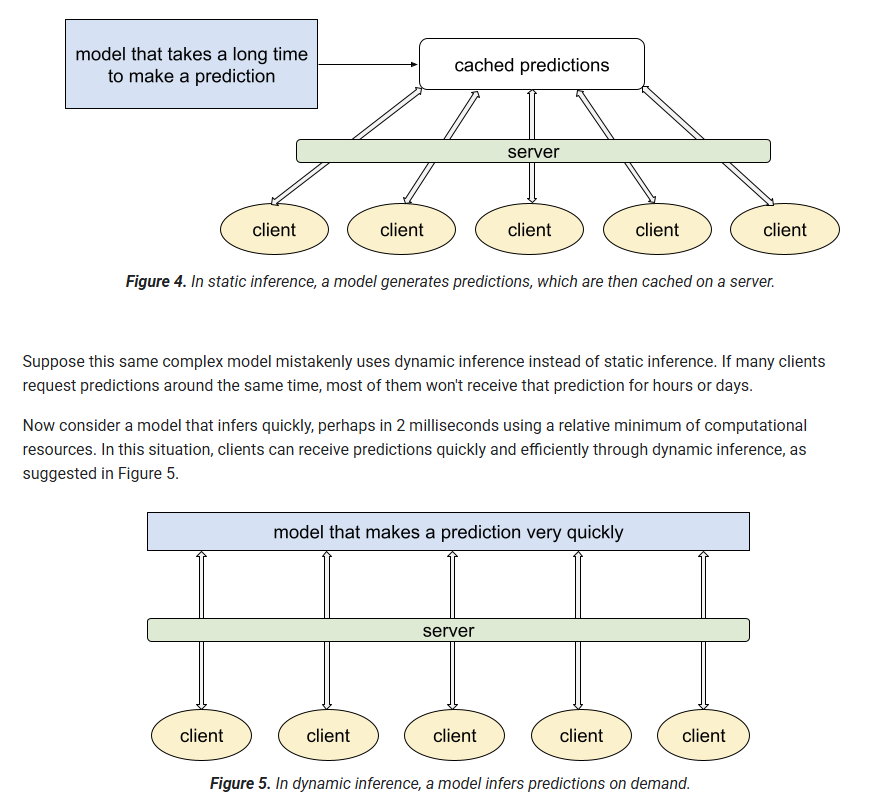 model that takes a long time
to make a prediction
cached predictions
server
client
client
client
client
client
Figure 4. In static inference, a model generates predictions, which are then cached on a server.
Suppose this same complex model mistakenly uses dynamic inference instead of static inference. If many clients
request predictions around the same time, most of them won't receive that prediction for hours or days.
Now consider a model that infers quickly, perhaps in 2 milliseconds using a relative minimum of computational
resources. In this situation, clients can receive predictions quickly and efficiently through dynamic inference, as
suggested in Figure 5.
model that makes a prediction very quickly
server
client
client
client
client
client
Figure 5. In dynamic inference, a model infers predictions on demand.